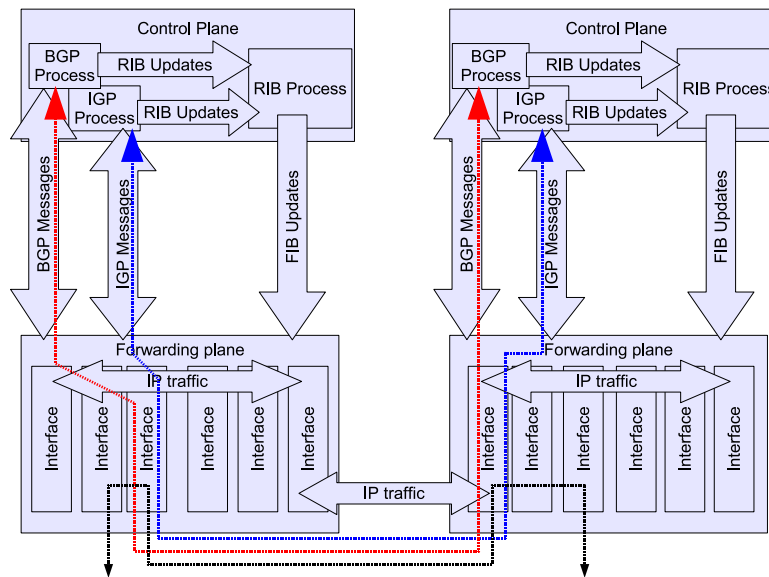 Control Plane
BGP
Process
RIB Updates
RIB Process
IGP
Process
RIB Updates
BGP Messages
IGP Messages
FIB Updates
Forwarding plane
IP traffic
Interface
Interface
Interface
Interface
Interface
Interface
IP traffic
Control Plane
BGP
Process
RIB Updates
RIB Process
IGP
Process
RIB Updates
BGP Messages
IGP Messages
FIB Updates
Forwarding plane
IP traffic
Interface
Interface
Interface
Interface
Interface
Interface